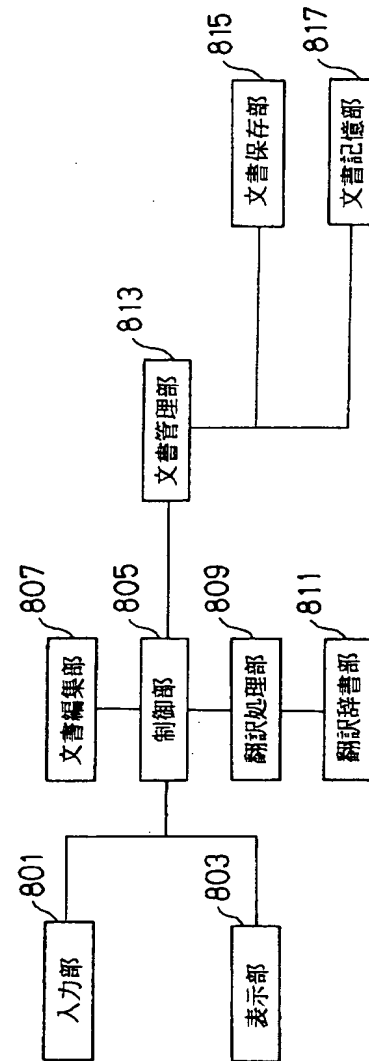 801
入力部
803
表示部
807
文書編集部
805
制御部
809
翻訳処理部
811
翻訳辞書部
813
文書管理部
815
文書保存部
817
文書記憶部